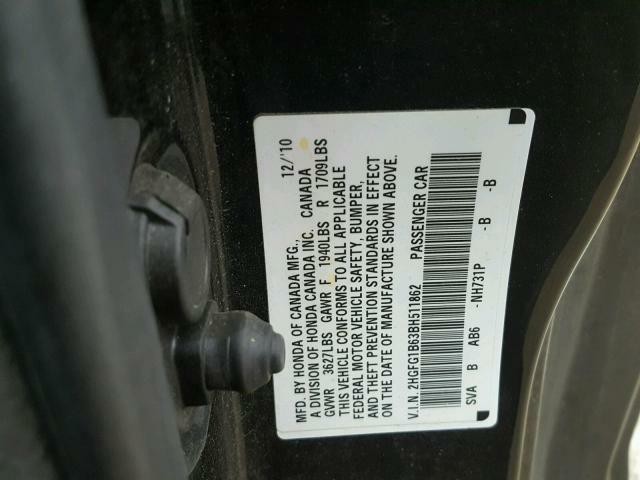 MFD. BY HONDA OF CANADA MFG., 12/'10
A DIVISION OF HONDA CANADA INC. CANADA
GVWR 3627LBS GAWR F 1940LBS R 1709LBS
THIS VEHICLE CONFORMS TO ALL APPLICABLE
FEDERAL MOTOR VEHICLE SAFETY, BUMPER,
AND THEFT PREVENTION STANDARDS IN EFFECT
ON THE DATE OF MANUFACTURE SHOWN ABOVE.
V.I.N. 2HGFG1B63BH511862 PASSENGER CAR
SVA B AB6 -NH731P -B -B